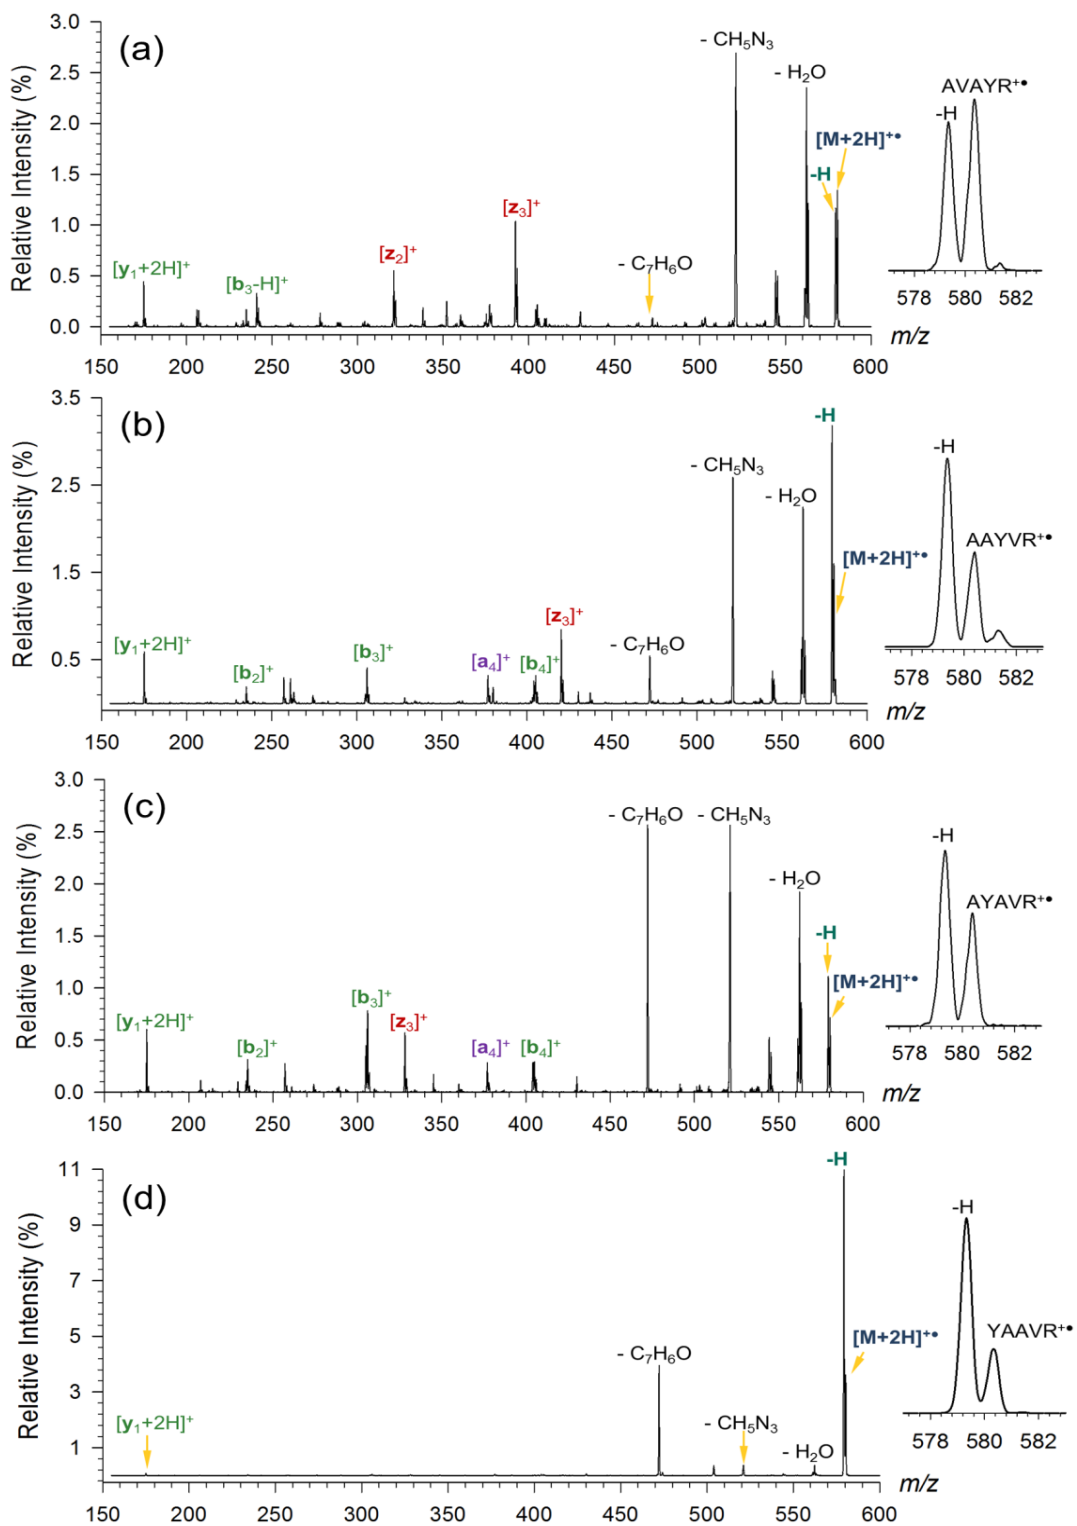 (a)
Relative Intensity (%)
3.0
2.5
2.0
1.5
1.0
0.5
0.0
[y₁+2H]⁺
[b₃-H]⁺
[z₂]⁺
[z₃]⁺
- C₇H₆O
- CH₅N₃
- H₂O
-H
[M+2H]⁺•
150 200 250 300 350 400 450 500 550 600
m/z
AVAYR⁺•
-H
578 580 582
(b)
Relative Intensity (%)
3.5
2.5
1.5
0.5
[y₁+2H]⁺
[b₂]⁺
[b₃]⁺
[a₄]⁺
[b₄]⁺
[z₃]⁺
- C₇H₆O
- CH₅N₃
- H₂O
-H
[M+2H]⁺•
150 200 250 300 350 400 450 500 550 600
m/z
-H
AAYVR⁺•
578 580 582
(c)
Relative Intensity (%)
3.0
2.5
2.0
1.5
1.0
0.5
0.0
[y₁+2H]⁺
[b₂]⁺
[b₃]⁺
[z₃]⁺
[a₄]⁺
[b₄]⁺
- C₇H₆O
- CH₅N₃
- H₂O
-H
[M+2H]⁺•
150 200 250 300 350 400 450 500 550 600
m/z
-H
AYAVR⁺•
578 580 582
(d)
Relative Intensity (%)
11
9
7
5
3
1
[y₁+2H]⁺
- C₇H₆O
- CH₅N₃
- H₂O
-H
[M+2H]⁺•
150 200 250 300 350 400 450 500 550 600
m/z
-H
YAAVR⁺•
578 580 582